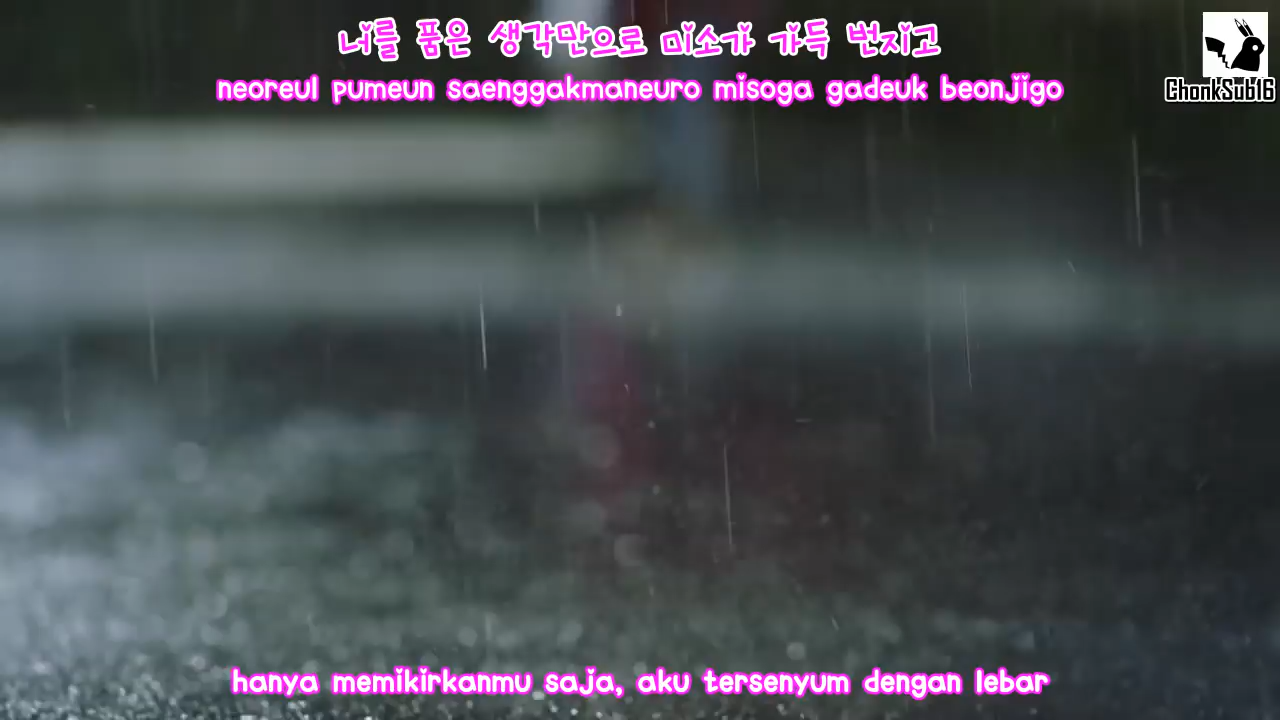 너를 품은 생각만으로 미소가 가득 번지고
neoreul pumeun saenggakmaneuro misoga gadeuk beonjigo
ChonkSub16
hanya memikirkanmu saja, aku tersenyum dengan lebar